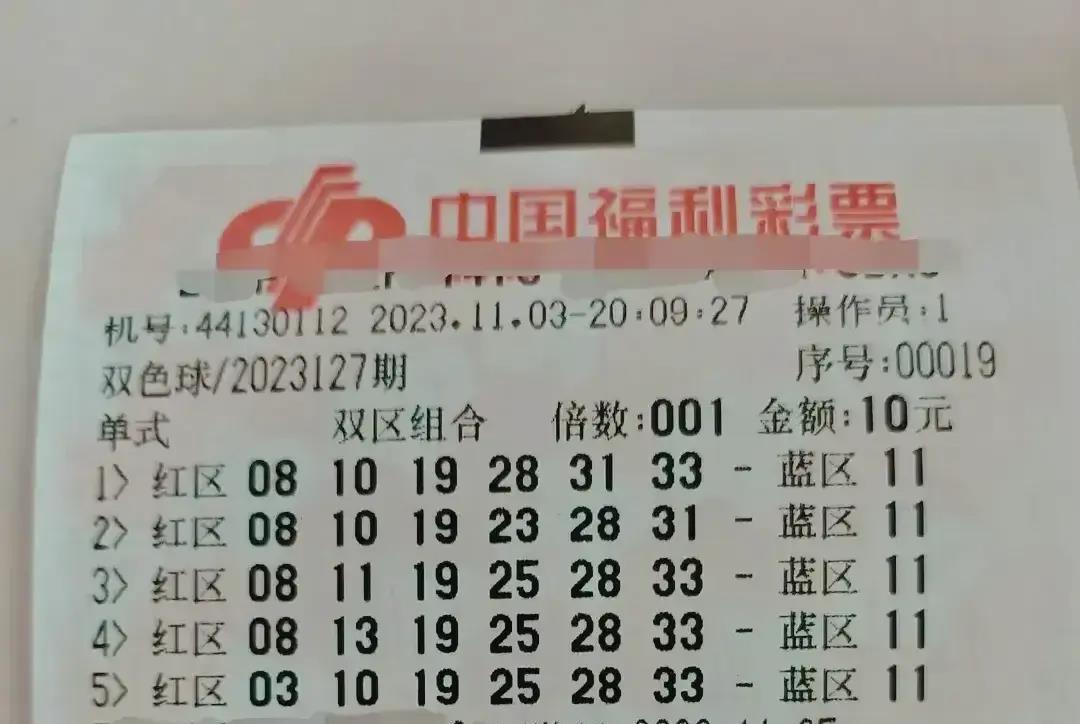 中国福利彩票
机号:44130112 2023.11.03-20:09:27 操作员:1
双色球/2023127期 序号:00019
单式 双区组合 倍数:001 金额:10元
1> 红区 08 10 19 28 31 33 - 蓝区 11
2> 红区 08 10 19 23 28 31 - 蓝区 11
3> 红区 08 11 19 25 28 33 - 蓝区 11
4> 红区 08 13 19 25 28 33 - 蓝区 11
5> 红区 03 10 19 25 28 33 - 蓝区 11